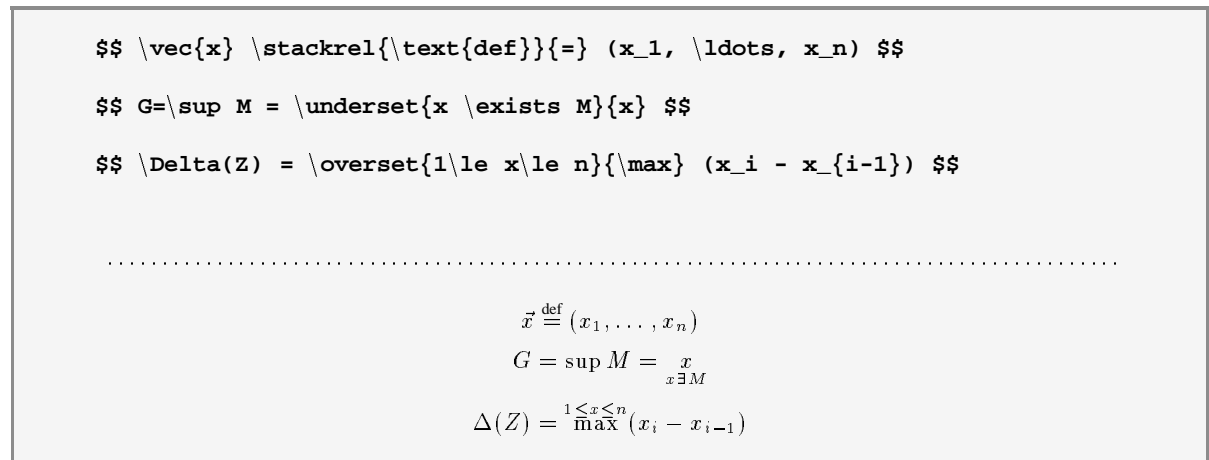 $$ \vec{x} \stackrel{\text{def}}{=} (x_1, \ldots, x_n) $$
$$ G=\sup M = \underset{x \exists M}{x} $$
$$ \Delta(Z) = \overset{1\le x\le n}{\max} (x_i - x_{i-1}) $$
x⃗ def= (x₁, . . . , xₙ)
G = sup M = x
x∃M
1≤x≤n
Δ(Z) = max (xᵢ − xᵢ₋₁)